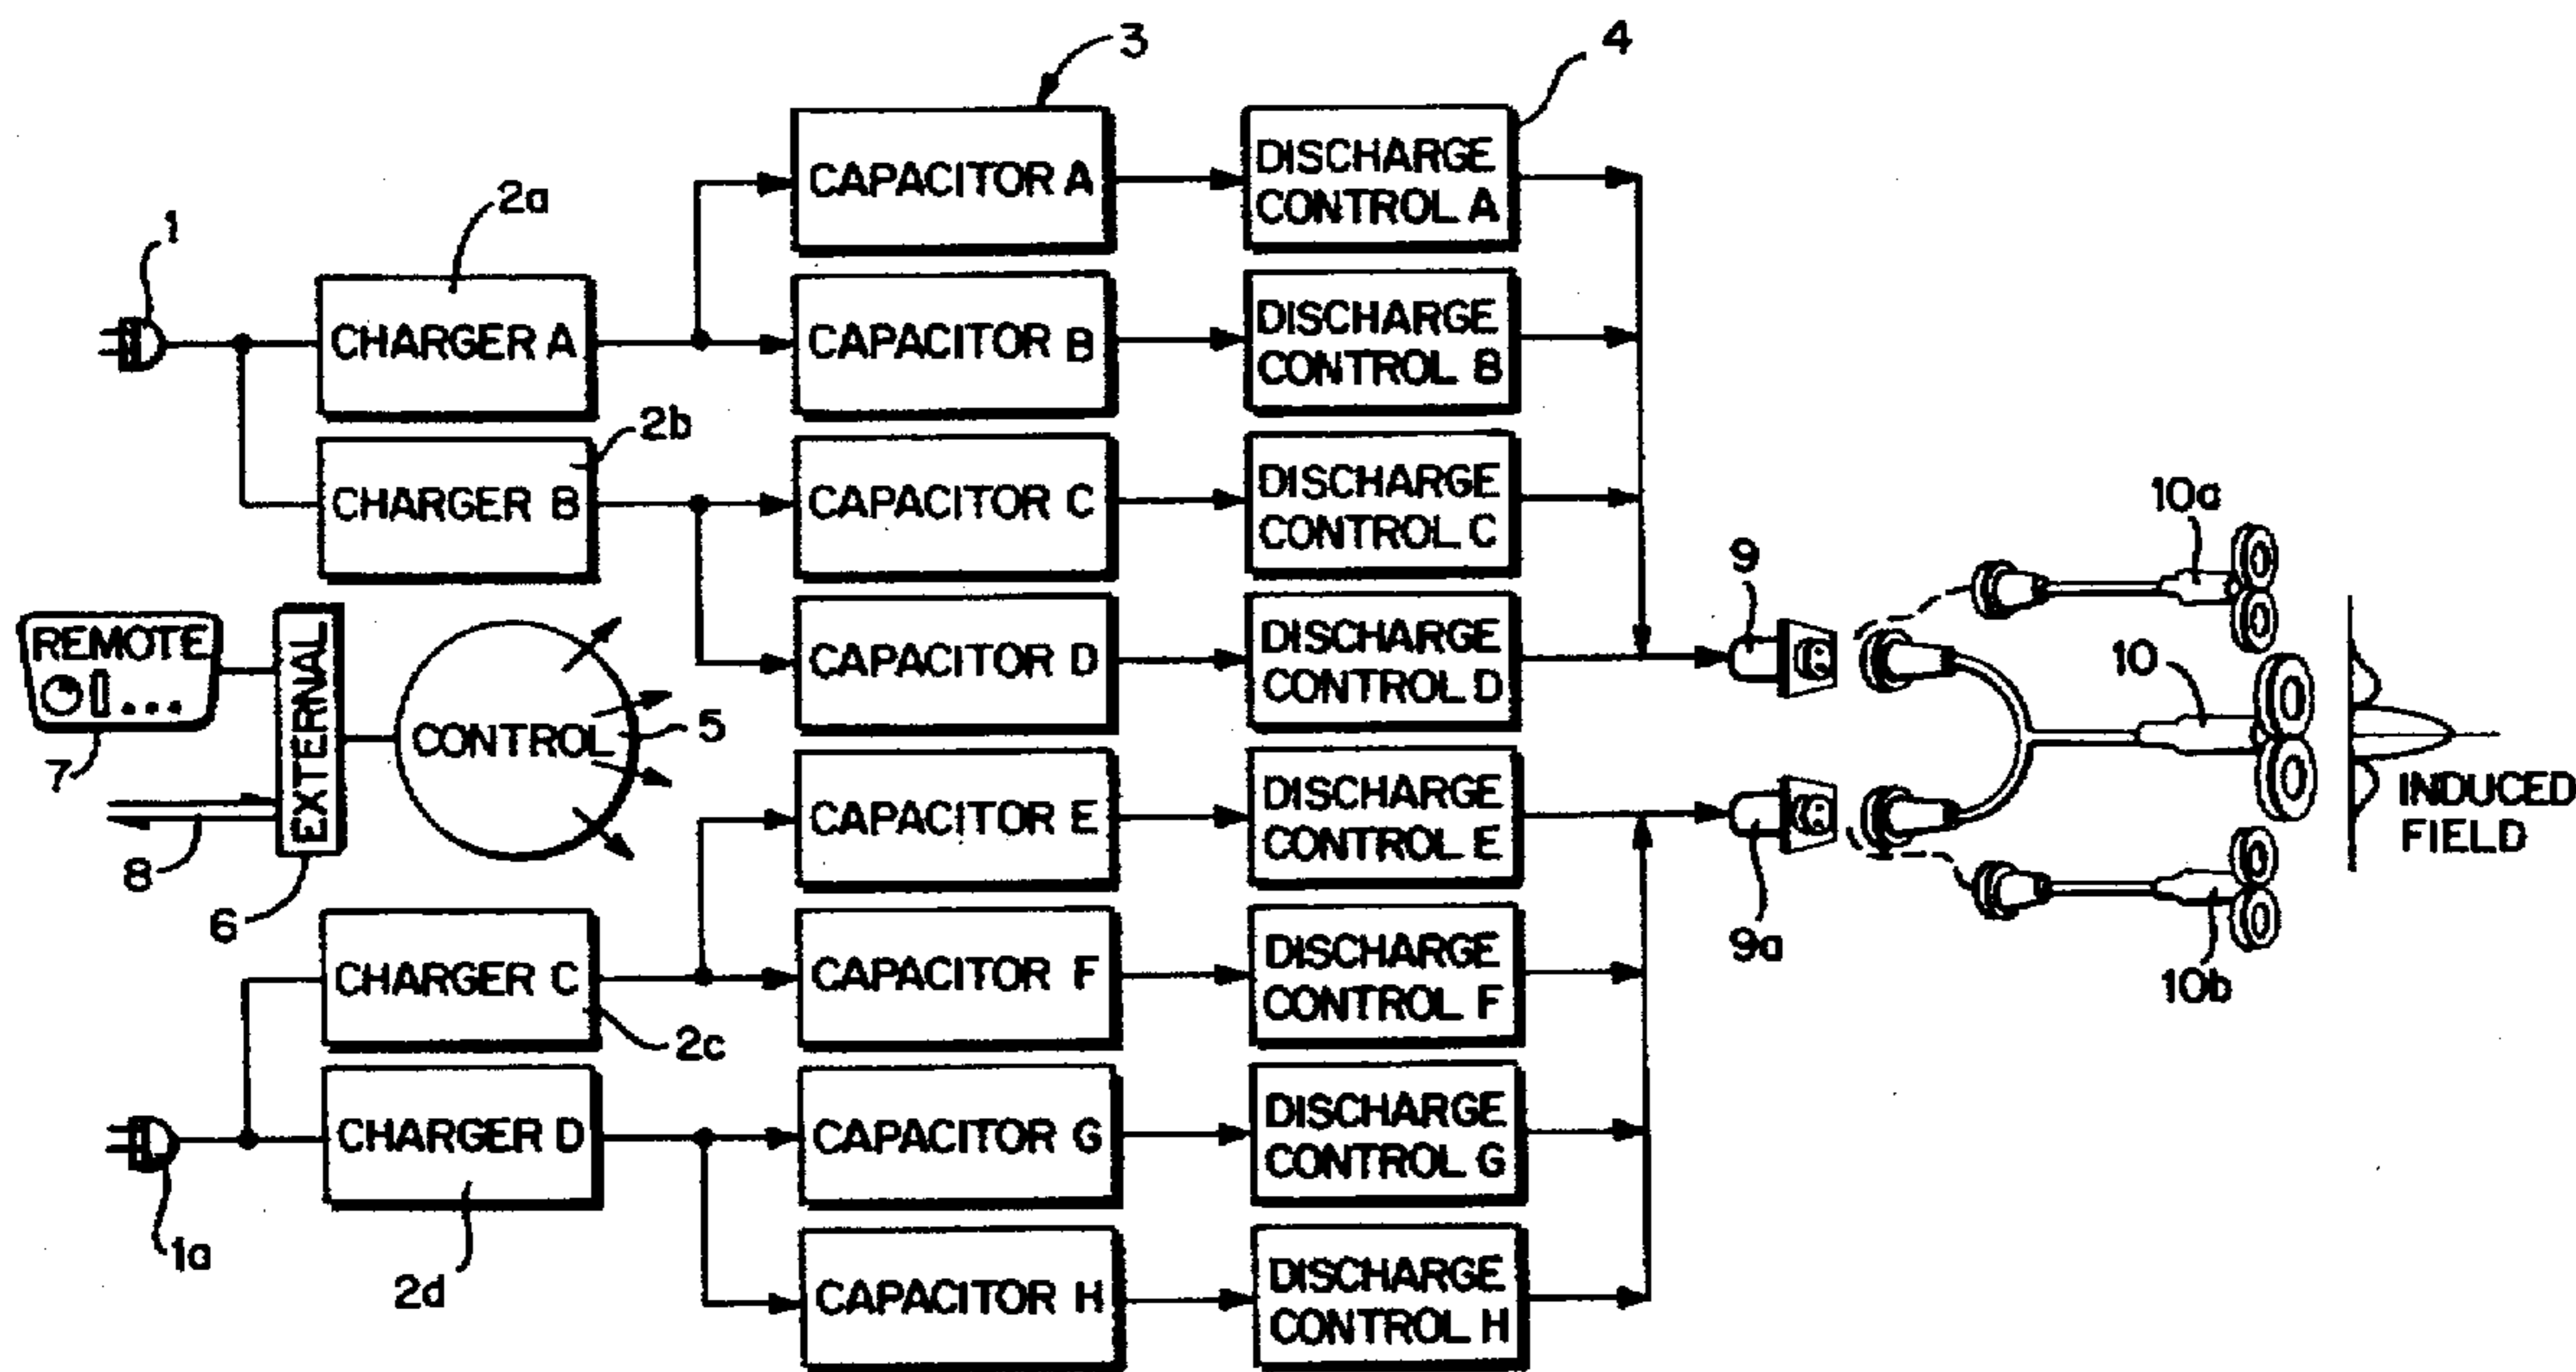 3
4
CAPACITOR A
DISCHARGE
CONTROL A
2a
1
CHARGER A
CAPACITOR B
DISCHARGE
CONTROL B
2b
CHARGER B
CAPACITOR C
DISCHARGE
CONTROL C
10a
9
REMOTE
...
7
EXTERNAL
6
8
CONTROL
5
CAPACITOR D
DISCHARGE
CONTROL D
10
INDUCED
FIELD
CAPACITOR E
DISCHARGE
CONTROL E
9a
10b
CHARGER C
2c
CAPACITOR F
DISCHARGE
CONTROL F
1a
CHARGER D
2d
CAPACITOR G
DISCHARGE
CONTROL G
CAPACITOR H
DISCHARGE
CONTROL H